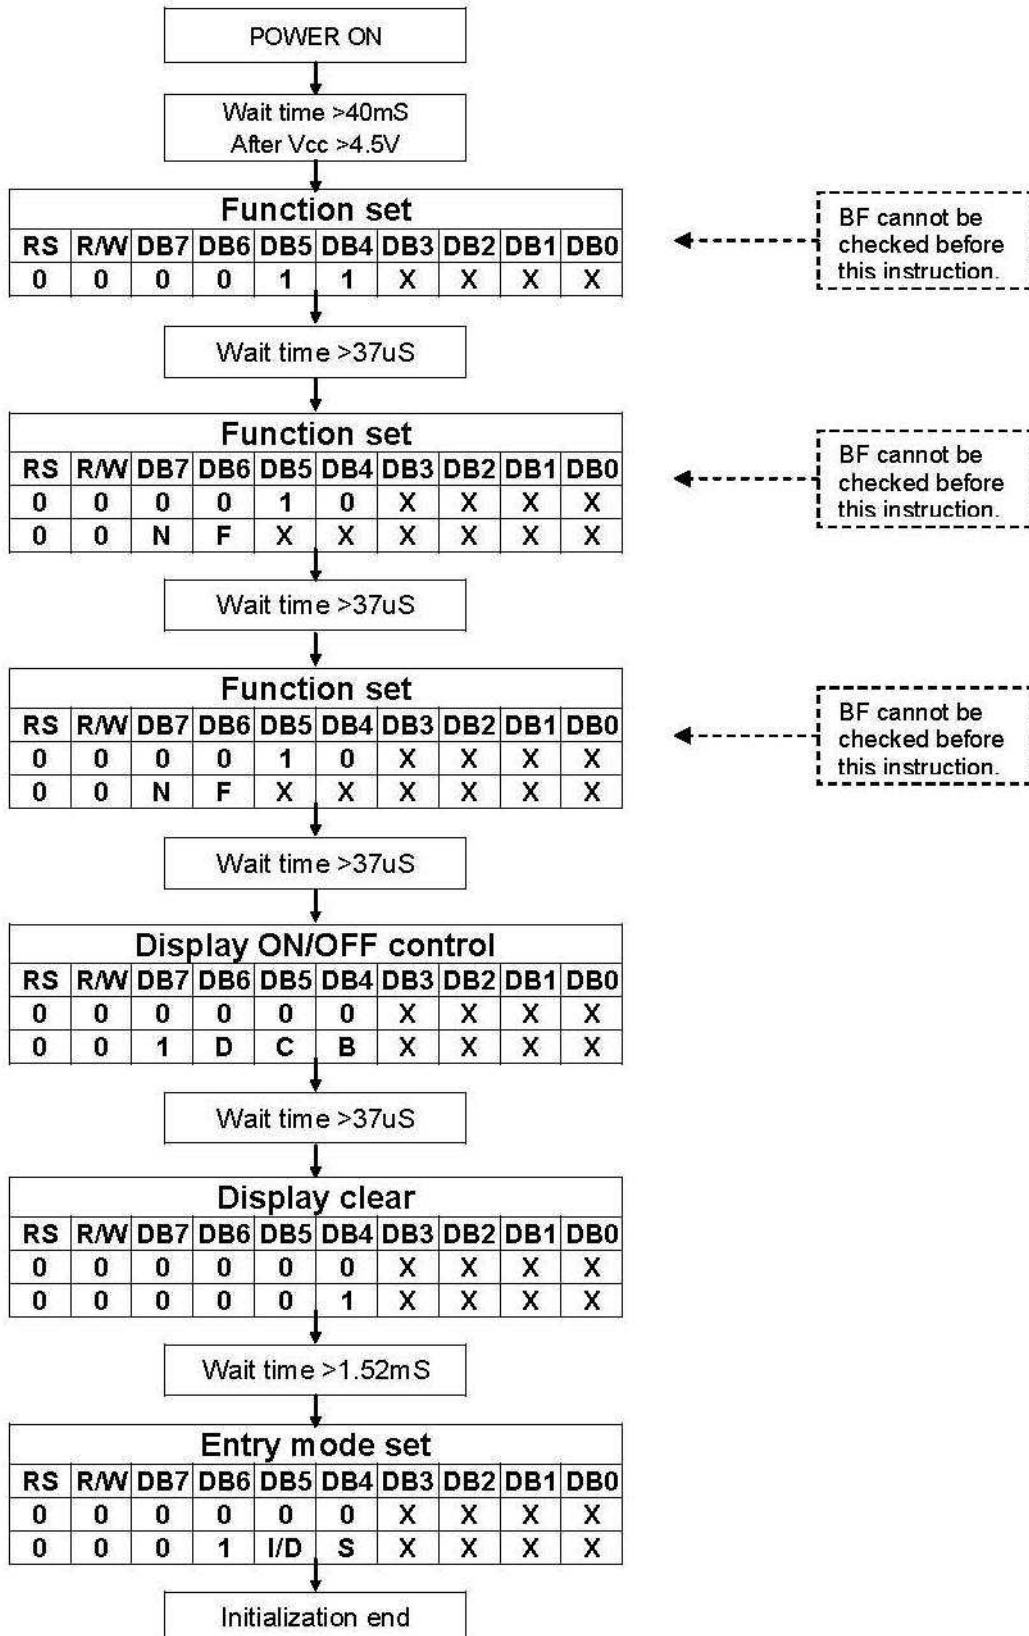 POWER ON
Wait time >40mS
After Vcc >4.5V
Function set
RS R/W DB7 DB6 DB5 DB4 DB3 DB2 DB1 DB0
0 0 0 0 1 1 X X X X
BF cannot be
checked before
this instruction.
Wait time >37uS
Function set
RS R/W DB7 DB6 DB5 DB4 DB3 DB2 DB1 DB0
0 0 0 0 1 0 X X X X
0 0 N F X X X X X X
BF cannot be
checked before
this instruction.
Wait time >37uS
Function set
RS R/W DB7 DB6 DB5 DB4 DB3 DB2 DB1 DB0
0 0 0 0 1 0 X X X X
0 0 N F X X X X X X
BF cannot be
checked before
this instruction.
Wait time >37uS
Display ON/OFF control
RS R/W DB7 DB6 DB5 DB4 DB3 DB2 DB1 DB0
0 0 0 0 0 0 X X X X
0 0 1 D C B X X X X
Wait time >37uS
Display clear
RS R/W DB7 DB6 DB5 DB4 DB3 DB2 DB1 DB0
0 0 0 0 0 0 X X X X
0 0 0 0 0 1 X X X X
Wait time >1.52mS
Entry mode set
RS R/W DB7 DB6 DB5 DB4 DB3 DB2 DB1 DB0
0 0 0 0 0 0 X X X X
0 0 0 1 I/D S X X X X
Initialization end